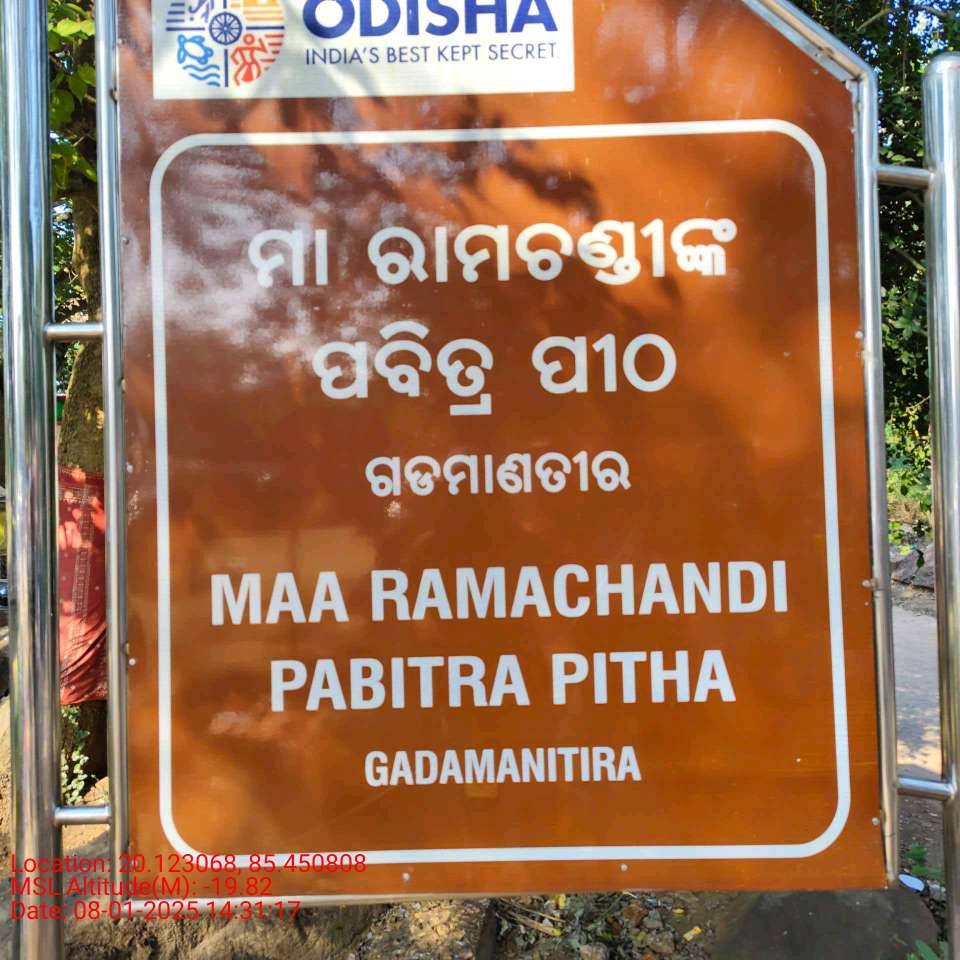 ODISHA
INDIA'S BEST KEPT SECRET
ମା ରାମଚଣ୍ଡୀଙ୍କ
ପବିତ୍ର ପୀଠ
ଗଡମାଣତୀର
MAA RAMACHANDI
PABITRA PITHA
GADAMANITIRA
Location: 20.123068, 85.450808
MSL Altitude(M): -19.82
Date: 08-01-2025 14:31:17